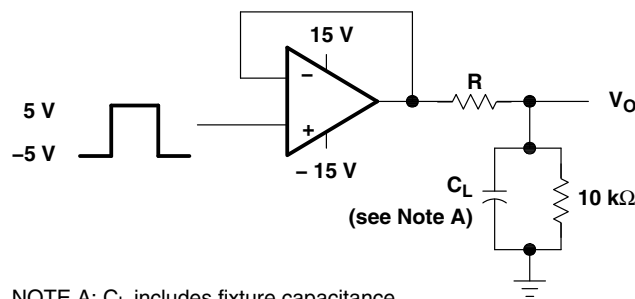 15 V
−
5 V
−5 V
+
− 15 V
R
VO
CL
(see Note A)
10 kΩ
NOTE A: CL includes fixture capacitance.